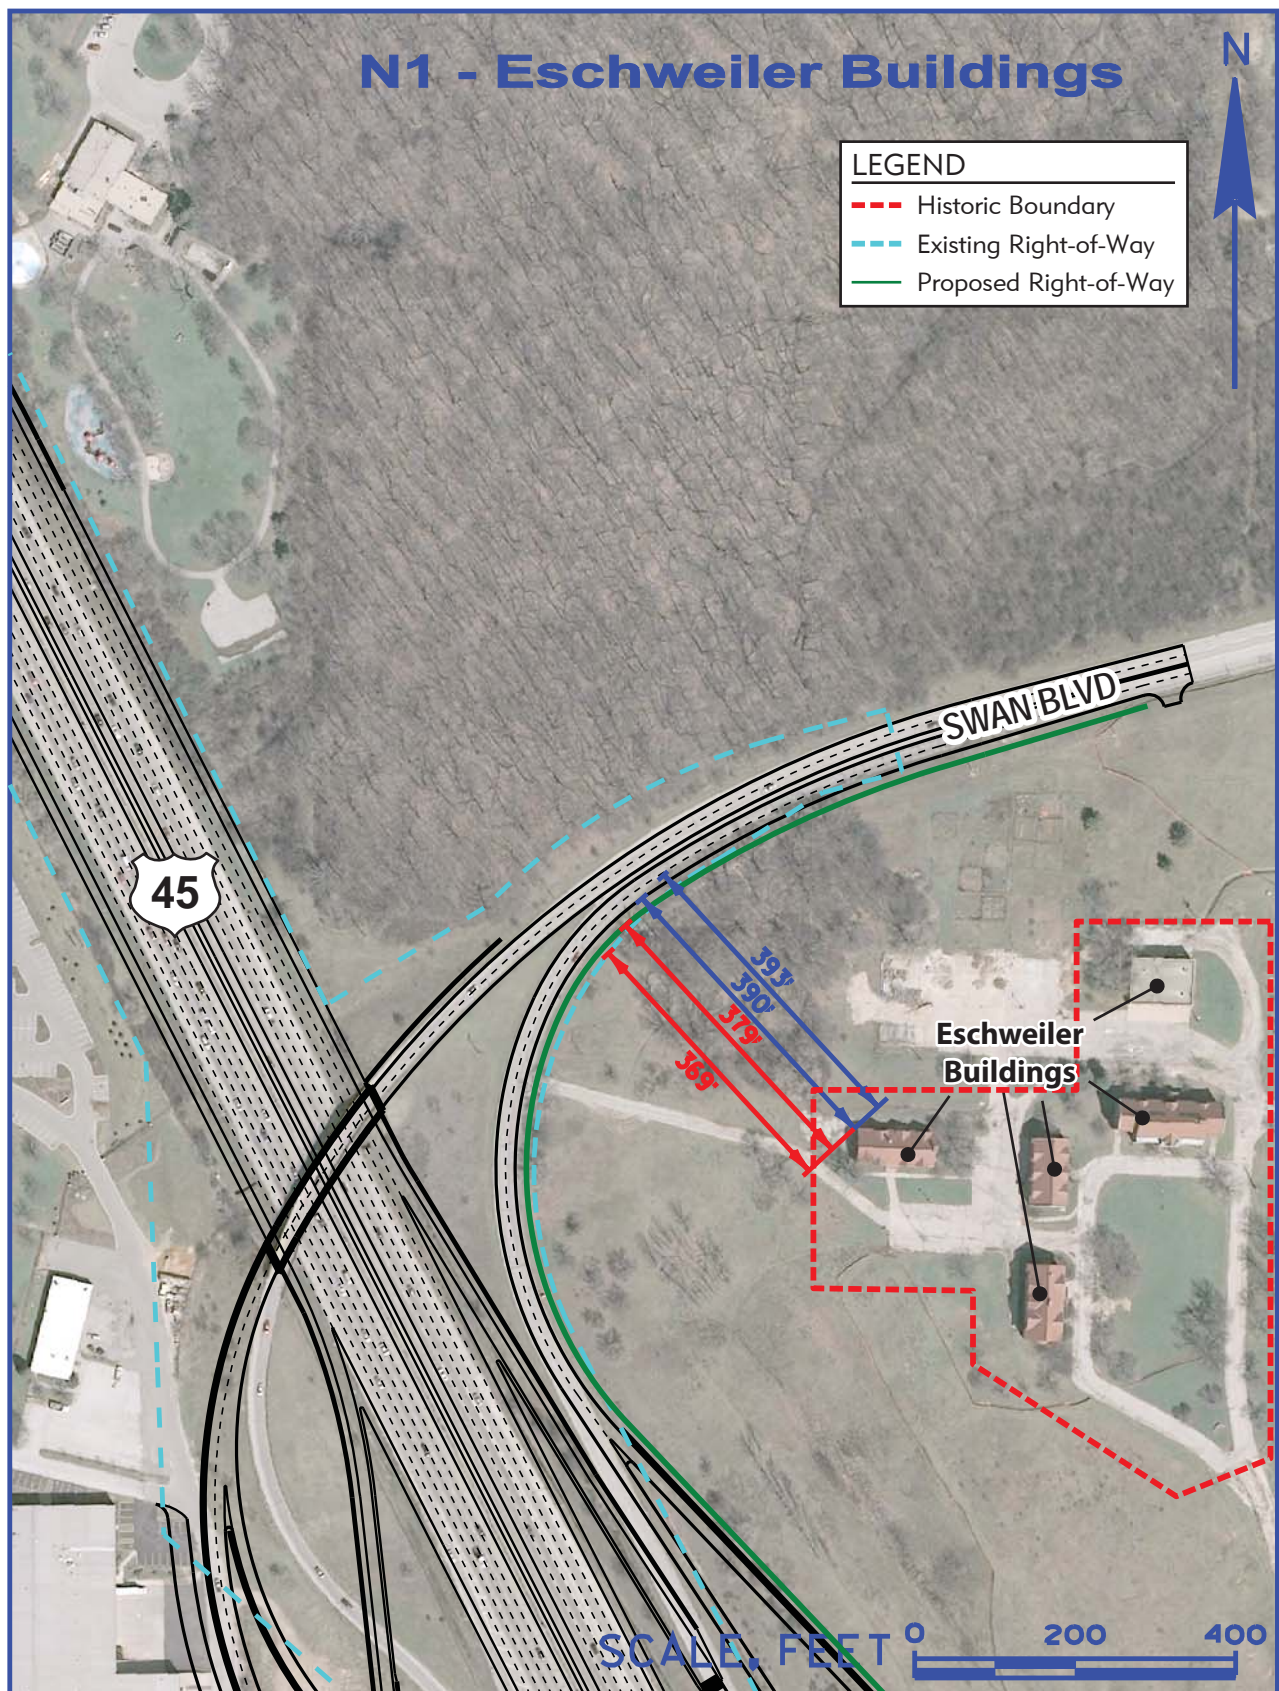 N1 - Eschweiler Buildings
N
LEGEND
Historic Boundary
Existing Right-of-Way
Proposed Right-of-Way
SWAN BLVD
45
393'
390'
379'
369'
Eschweiler
Buildings
SCALE, FEET
0 200 400